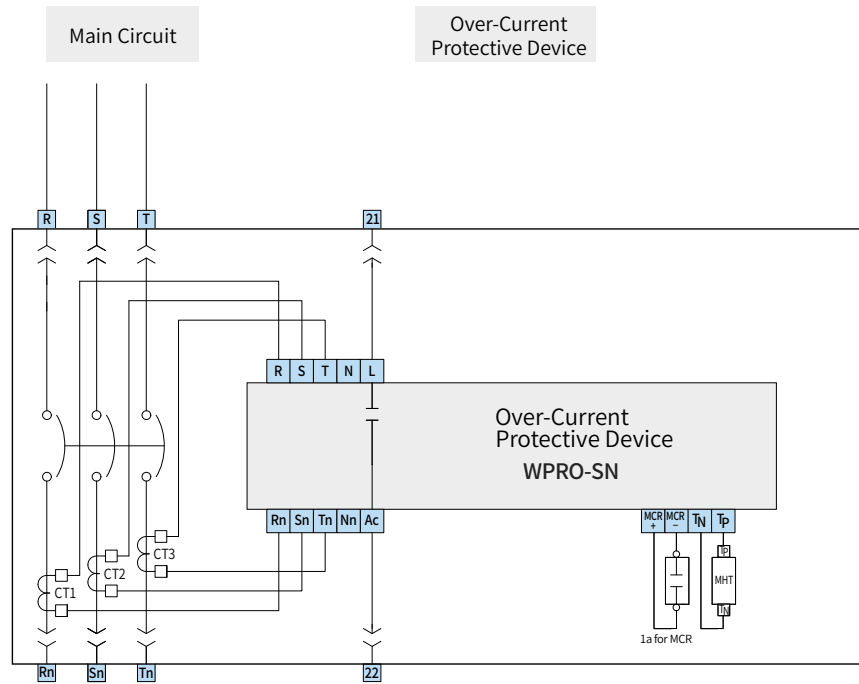 Main Circuit
Over-Current
Protective Device
R S T 21
R S T N L
Over-Current
Protective Device
WPRO-SN
Rn Sn Tn Nn Ac
MCR + MCR − TN TP
CT3
CT2
CT1
TP
MHT
TN
1a for MCR
Rn Sn Tn 22